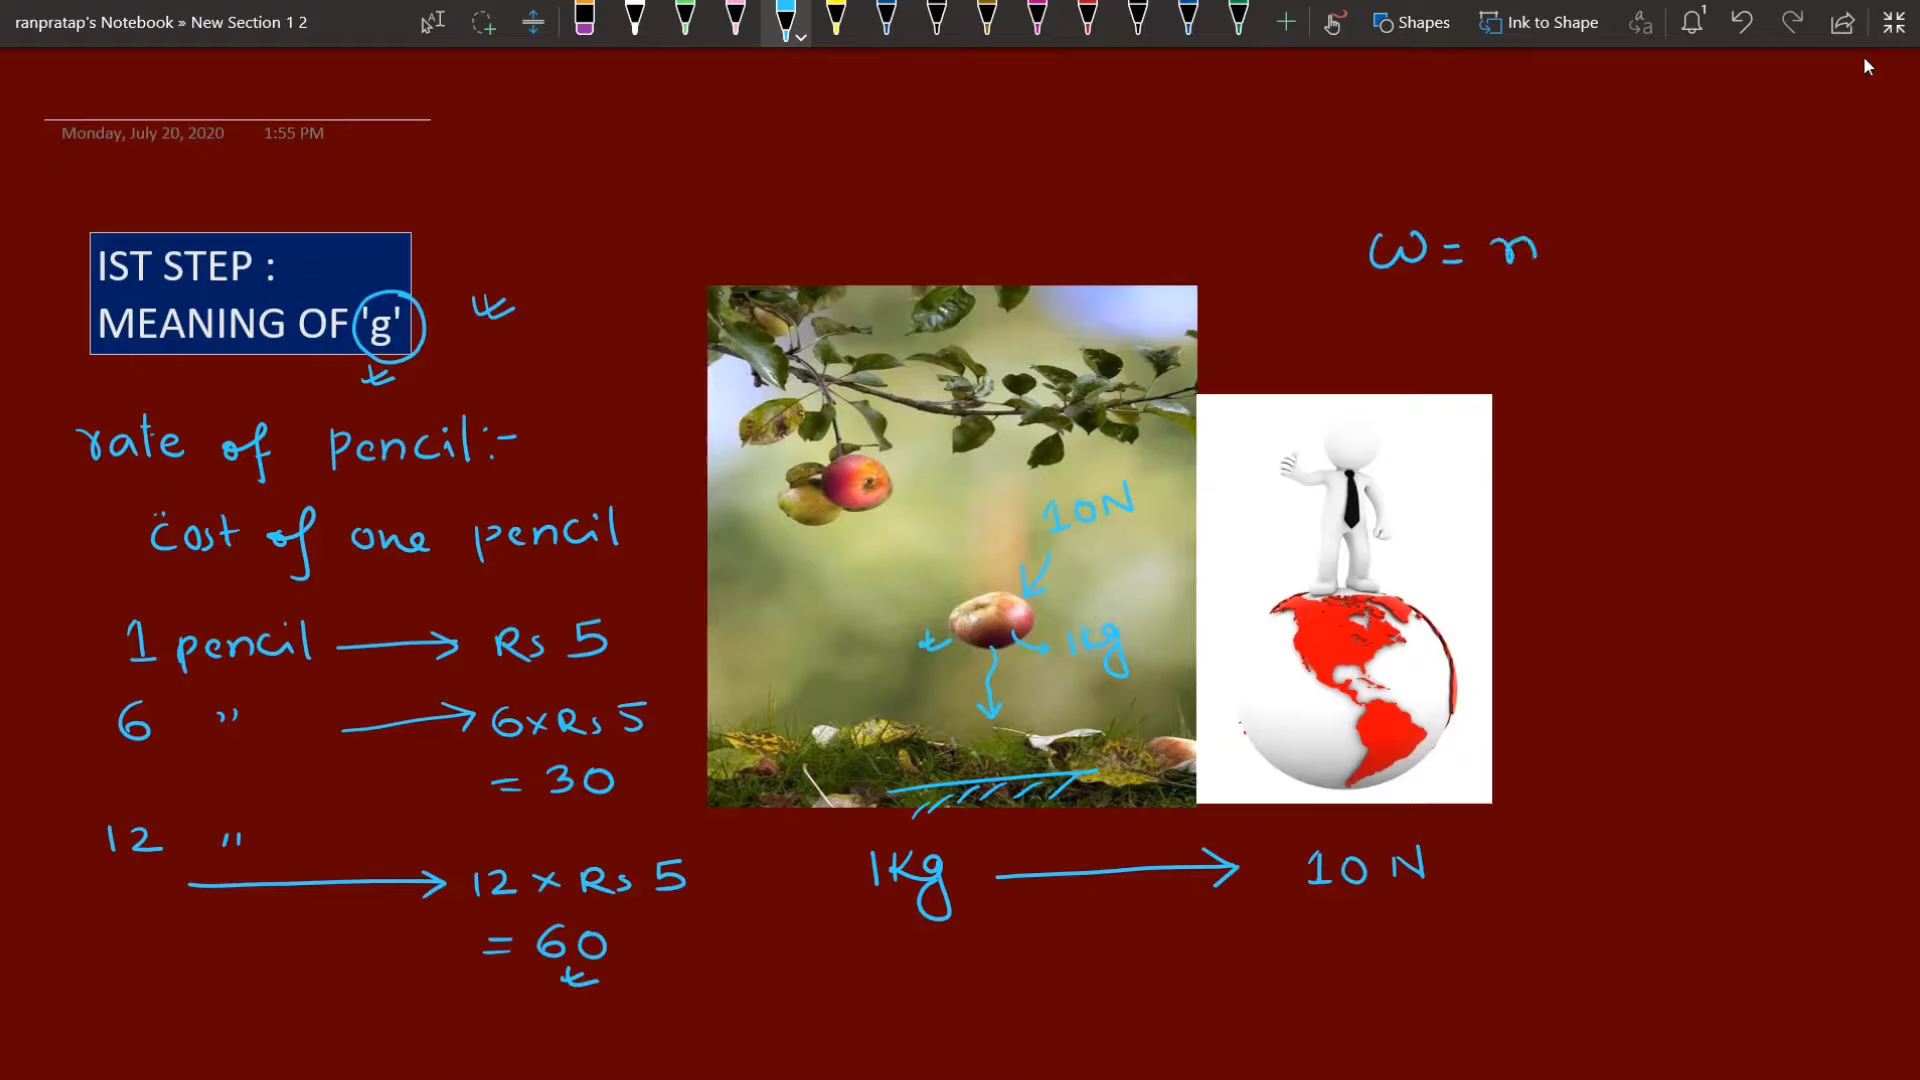 ranpratap's Notebook » New Section 1 2
Shapes
Ink to Shape
1
Monday, July 20, 2020 1:55 PM
IST STEP :
MEANING OF 'g'
rate of pencil:-
cost of one pencil
1 pencil → Rs 5
6 " → 6×Rs 5
= 30
12 "
→ 12 × Rs 5
= 60
10N
1Kg
1Kg → 10 N
ω = n